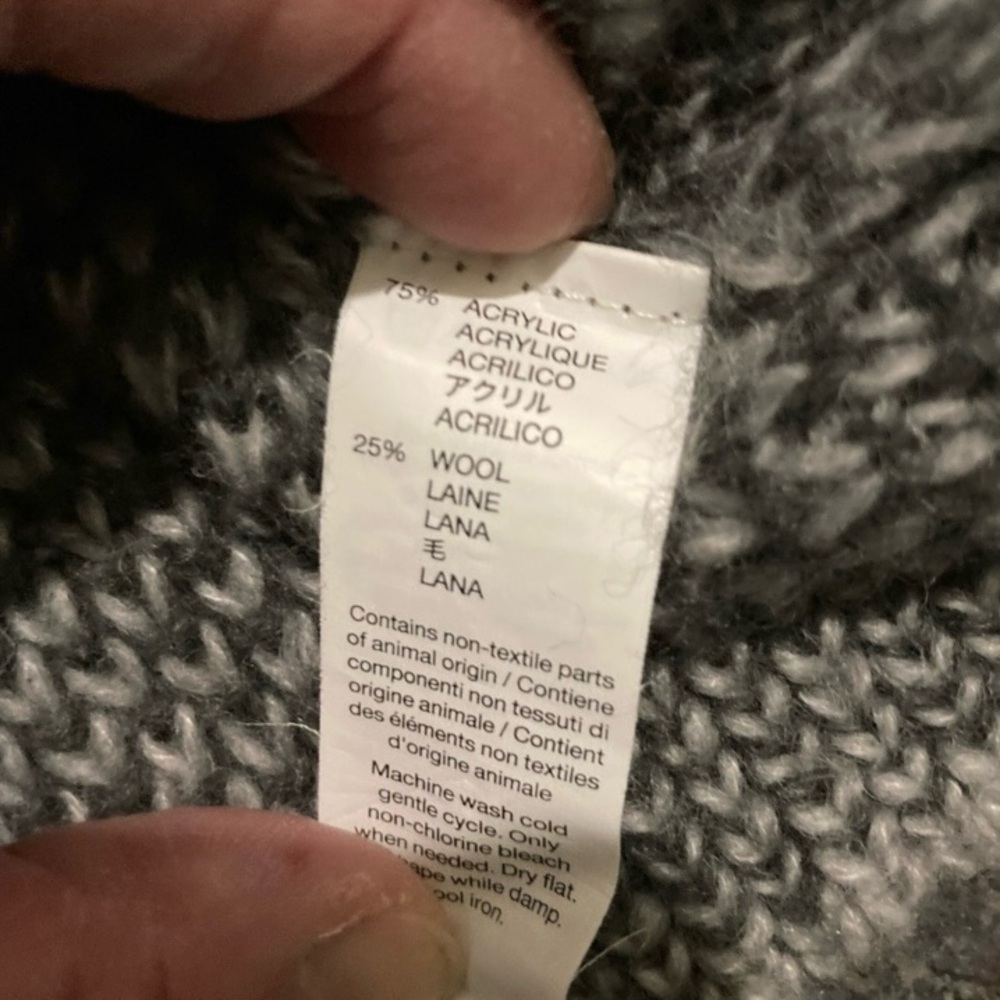 75% ACRYLIC
ACRYLIQUE
ACRILICO
アクリル
ACRILICO
25% WOOL
LAINE
LANA
毛
LANA
Contains non-textile parts
of animal origin / Contiene
componenti non tessuti di
origine animale / Contient
des éléments non textiles
d'origine animale
Machine wash cold
gentle cycle. Only
non-chlorine bleach
when needed. Dry flat.
while damp.
iron.